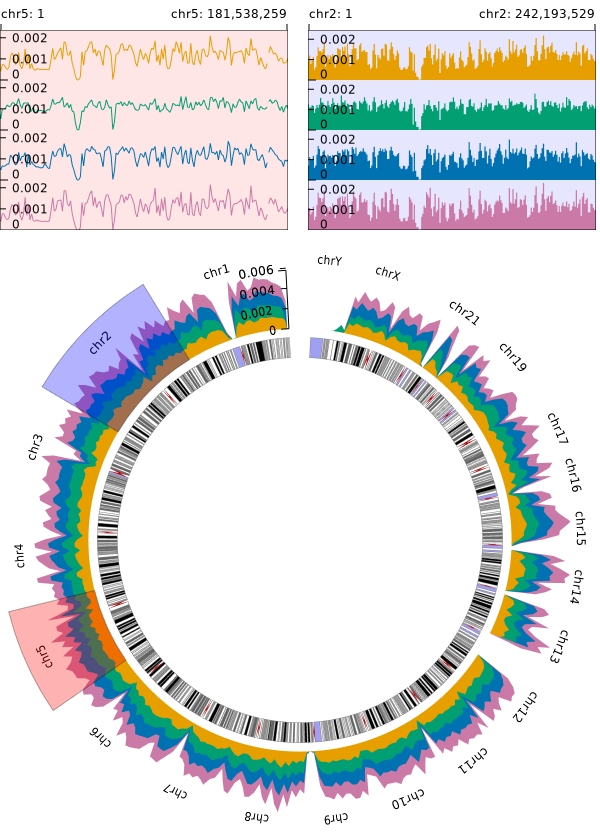 chr5: 1 chr5: 181,538,259 chr2: 1 chr2: 242,193,529
0.002 0.002
0.001 0.001
0 0
0.002 0.002
0.001 0.001
0 0
0.002 0.002
0.001 0.001
0 0
0.002 0.002
0.001 0.001
0 0
chr1
0.006
0.004
0.002
0
chrY
chrX
chr21
chr19
chr17
chr16
chr15
chr14
chr13
chr12
chr11
chr10
chr9
chr8
chr7
chr6
chr5
chr4
chr3
chr2